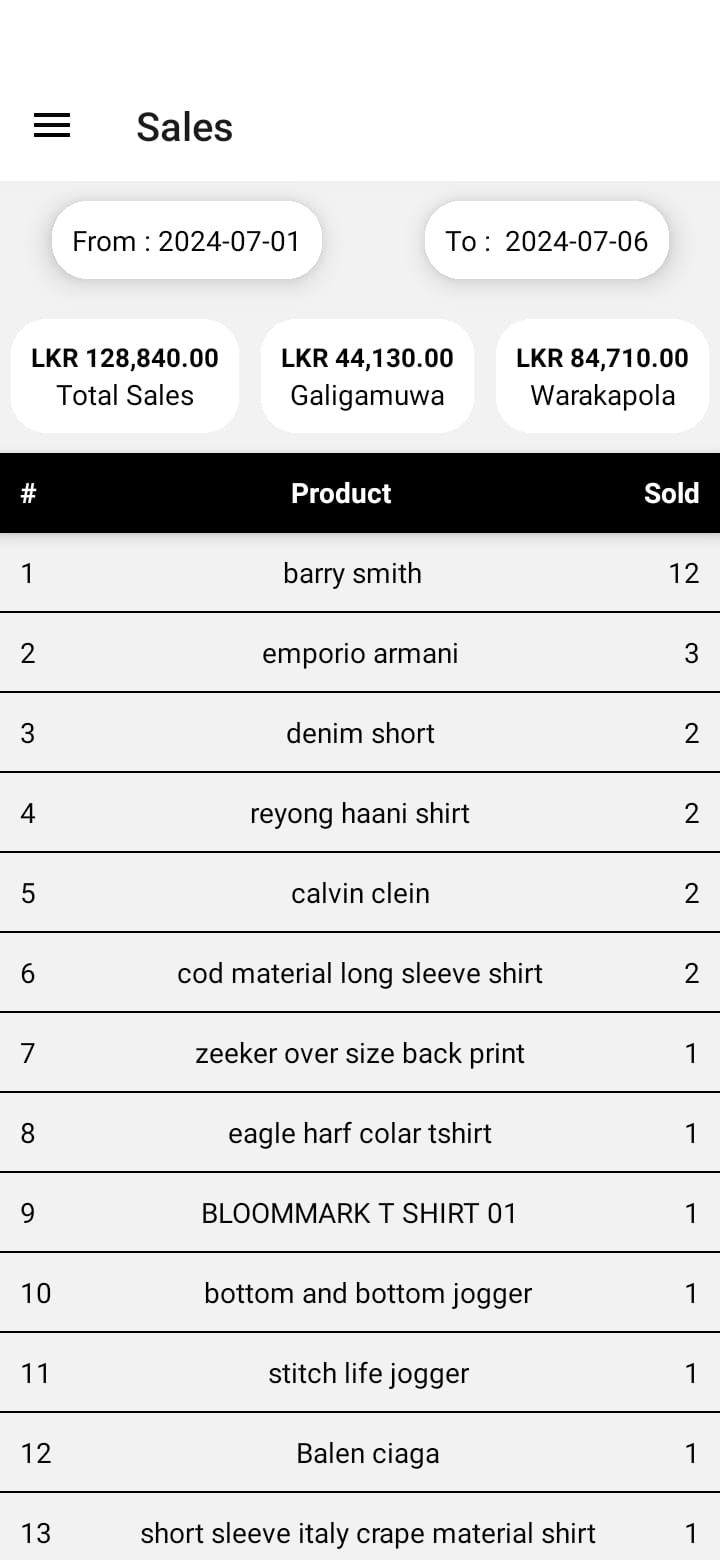 Sales
From : 2024-07-01 To : 2024-07-06
LKR 128,840.00 LKR 44,130.00 LKR 84,710.00
Total Sales Galigamuwa Warakapola
# Product Sold
1 barry smith 12
2 emporio armani 3
3 denim short 2
4 reyong haani shirt 2
5 calvin clein 2
6 cod material long sleeve shirt 2
7 zeeker over size back print 1
8 eagle harf colar tshirt 1
9 BLOOMMARK T SHIRT 01 1
10 bottom and bottom jogger 1
11 stitch life jogger 1
12 Balen ciaga 1
13 short sleeve italy crape material shirt 1